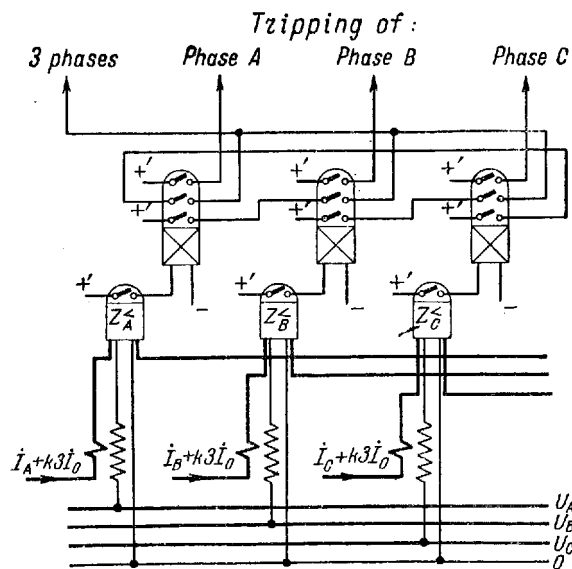 Tripping of :
3 phases Phase A Phase B Phase C
+' +' +'
+' +' +'
− − −
+' +' +'
Z<A Z<B Z<C
İA+k3İ0 İB+k3İ0 İC+k3İ0
UA
UB
UC
0